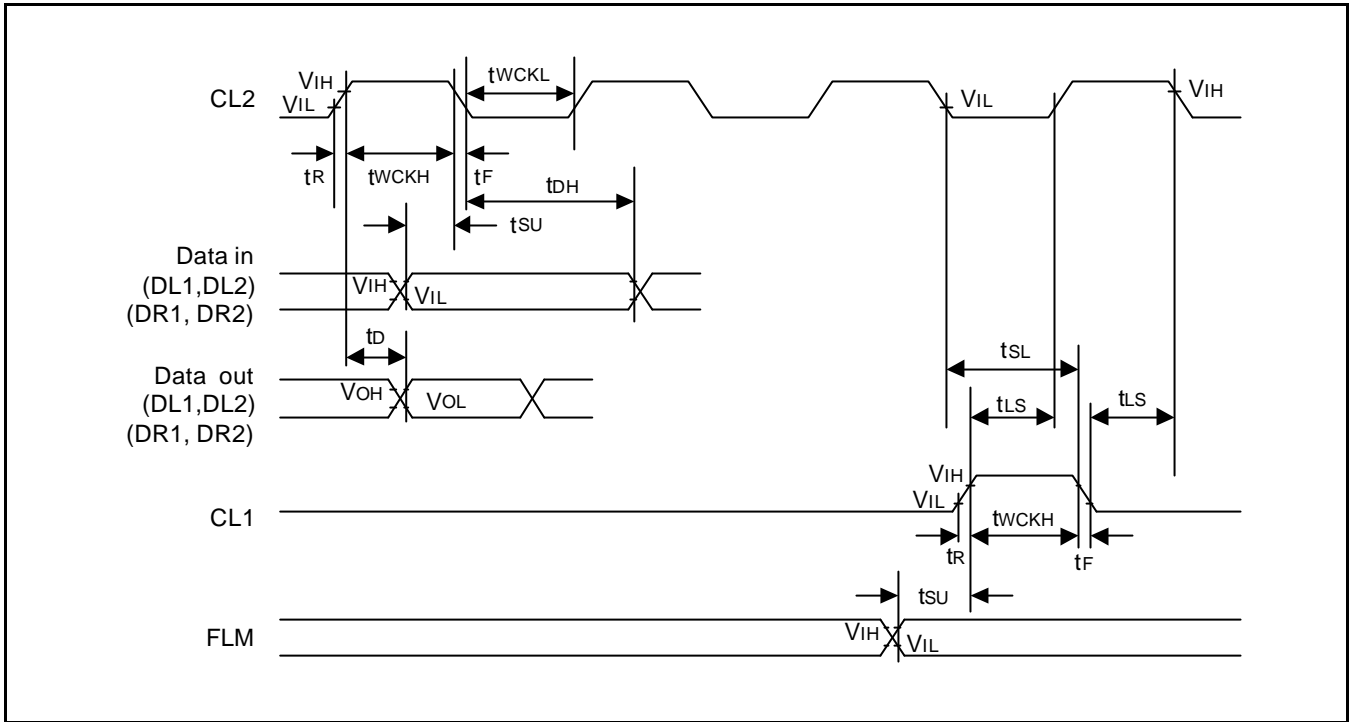 VIH
tWCKL
CL2
VIL
VIL
VIH
tR
tWCKH
tF
tDH
tSU
Data in
(DL1,DL2)
(DR1, DR2)
VIH
VIL
tD
tSL
Data out
(DL1,DL2)
(DR1, DR2)
VOH
VOL
tLS
tLS
VIH
VIL
CL1
tWCKH
tR
tF
tSU
FLM
VIH
VIL